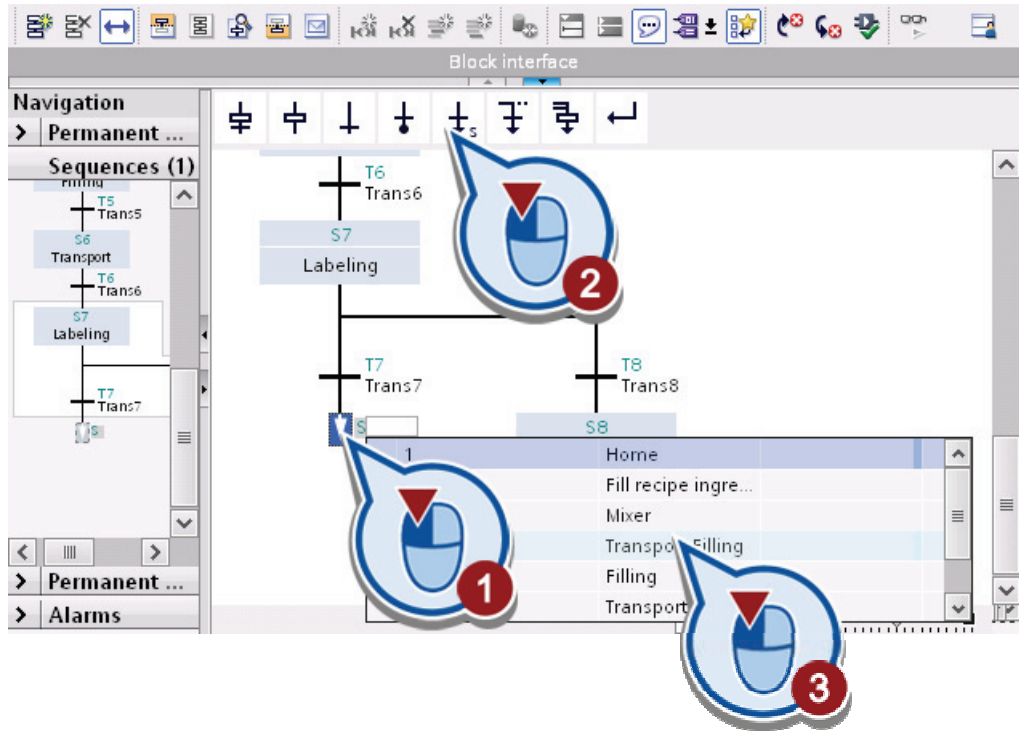 Block interface
Navigation
> Permanent ...
Sequences (1)
Filling
T5
Trans5
S6
Transport
T6
Trans6
S7
Labeling
T7
Trans7
S
> Permanent ...
> Alarms
S
T6
Trans6
S7
Labeling
2
T7
Trans7
T8
Trans8
S
S8
1 Home
Fill recipe ingre...
Mixer
Transport Filling
Filling
Transport
1
3